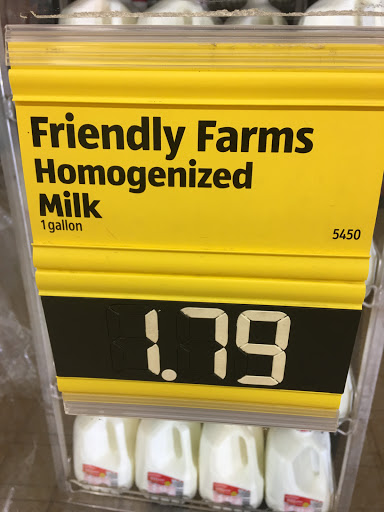 Friendly Farms
Homogenized
Milk
1 gallon
5450
1.79